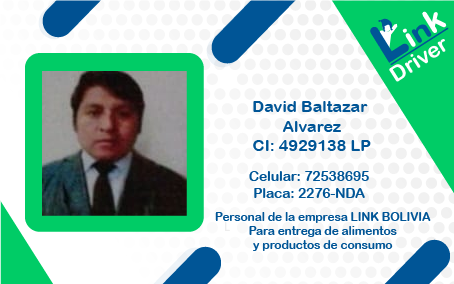 Link
Driver
David Baltazar
Alvarez
CI: 4929138 LP
Celular: 72538695
Placa: 2276-NDA
Personal de la empresa LINK BOLIVIA
Para entrega de alimentos
y productos de consumo